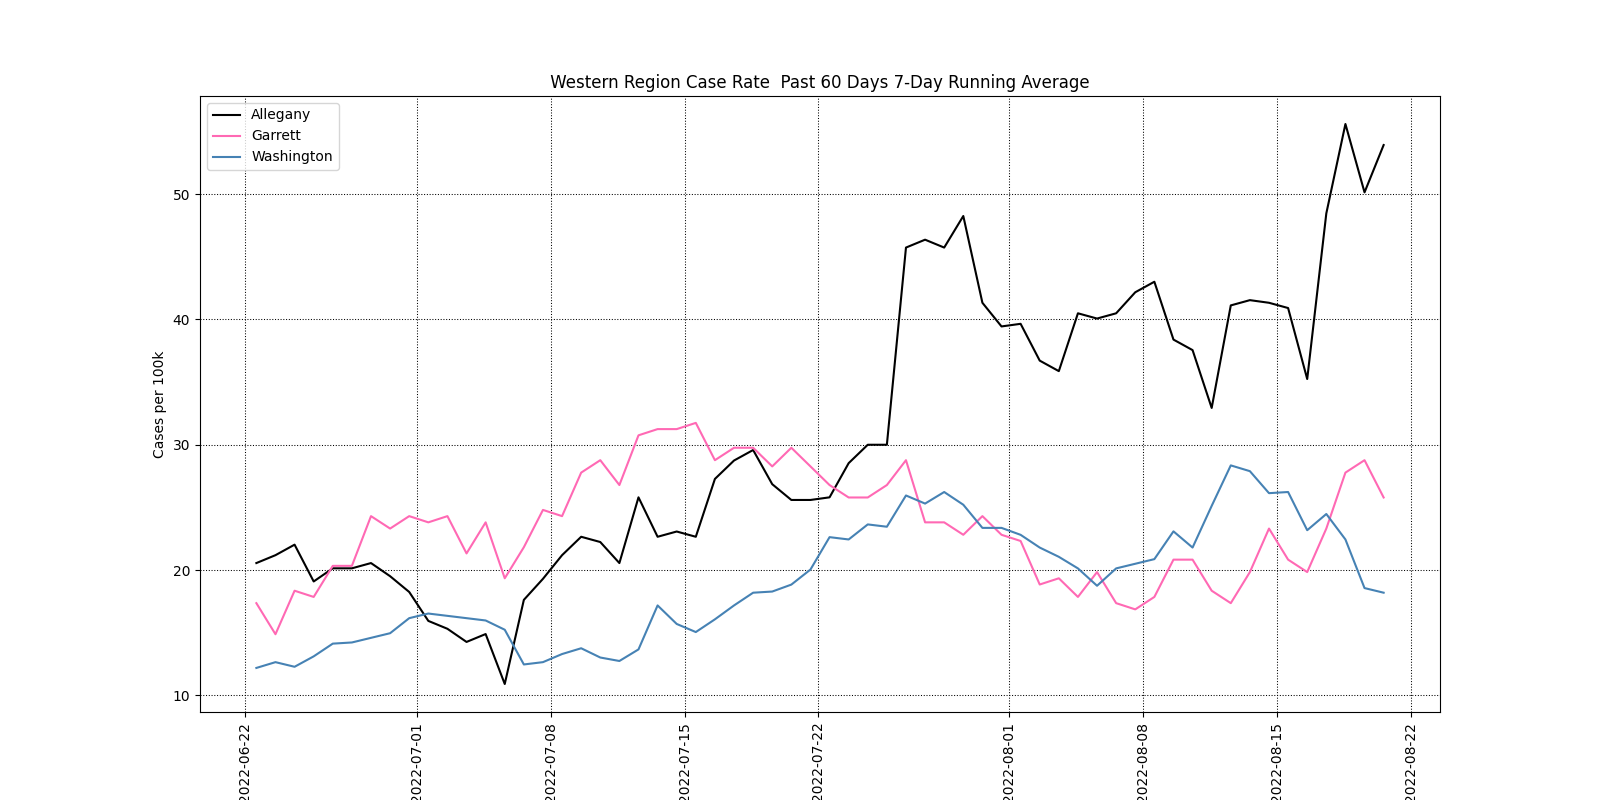 Western Region Case Rate  Past 60 Days 7-Day Running Average
Allegany
Garrett
Washington
50
40
30
20
10
Cases per 100k
2022-06-22
2022-07-01
2022-07-08
2022-07-15
2022-07-22
2022-08-01
2022-08-08
2022-08-15
2022-08-22